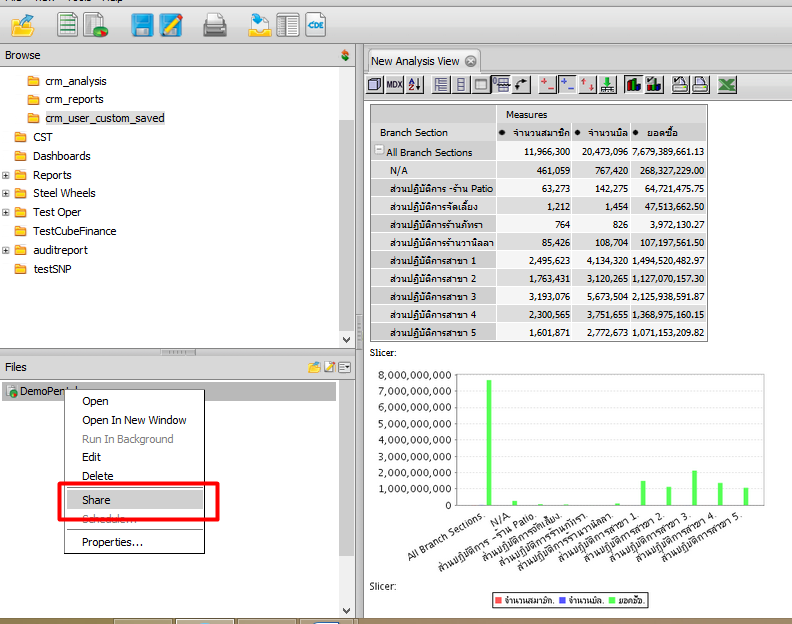 Browse
crm_analysis
crm_reports
crm_user_custom_saved
CST
Dashboards
Reports
Steel Wheels
Test Oper
TestCubeFinance
auditreport
testSNP
Files
Open
Open In New Window
Run In Background
Edit
Delete
Share
Schedule...
Properties...
New Analysis View
MDX
CDE
Measures
Branch Section จำนวนสมาชิก จำนวนบิล ยอดซื้อ
All Branch Sections 11,966,300 20,473,096 7,679,389,661.13
N/A 461,059 767,420 268,327,229.00
ส่วนปฏิบัติการ -ร้าน Patio 63,273 142,275 64,721,475.75
ส่วนปฏิบัติการจัดเลี้ยง 1,212 1,454 47,513,662.50
ส่วนปฏิบัติการร้านภัทรา 764 826 3,972,130.27
ส่วนปฏิบัติการร้านวานิลลา 85,426 108,704 107,197,561.50
ส่วนปฏิบัติการสาขา 1 2,495,623 4,134,320 1,494,520,482.97
ส่วนปฏิบัติการสาขา 2 1,763,431 3,120,265 1,127,070,157.30
ส่วนปฏิบัติการสาขา 3 3,193,076 5,673,504 2,125,938,591.87
ส่วนปฏิบัติการสาขา 4 2,300,565 3,751,655 1,368,975,160.15
ส่วนปฏิบัติการสาขา 5 1,601,871 2,772,673 1,071,153,209.82
Slicer:
8,000,000,000
7,000,000,000
6,000,000,000
5,000,000,000
4,000,000,000
3,000,000,000
2,000,000,000
1,000,000,000
0
All Branch Sections.
N/A.
ส่วนปฏิบัติการ -ร้าน Patio.
ส่วนปฏิบัติการจัดเลี้ยง.
ส่วนปฏิบัติการร้านภัทรา.
ส่วนปฏิบัติการร้านวานิลลา.
ส่วนปฏิบัติการสาขา 1.
ส่วนปฏิบัติการสาขา 2.
ส่วนปฏิบัติการสาขา 3.
ส่วนปฏิบัติการสาขา 4.
ส่วนปฏิบัติการสาขา 5.
Slicer:
จำนวนสมาชิก. จำนวนบิล. ยอดซื้อ.